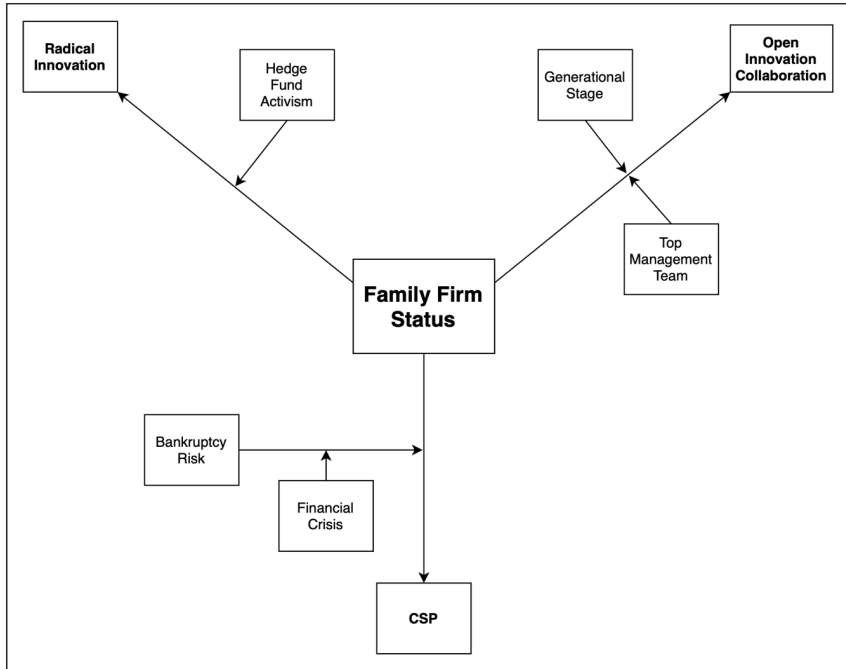 Radical
Innovation
Hedge
Fund
Activism
Generational
Stage
Open
Innovation
Collaboration
Top
Management
Team
Family Firm
Status
Bankruptcy
Risk
Financial
Crisis
CSP